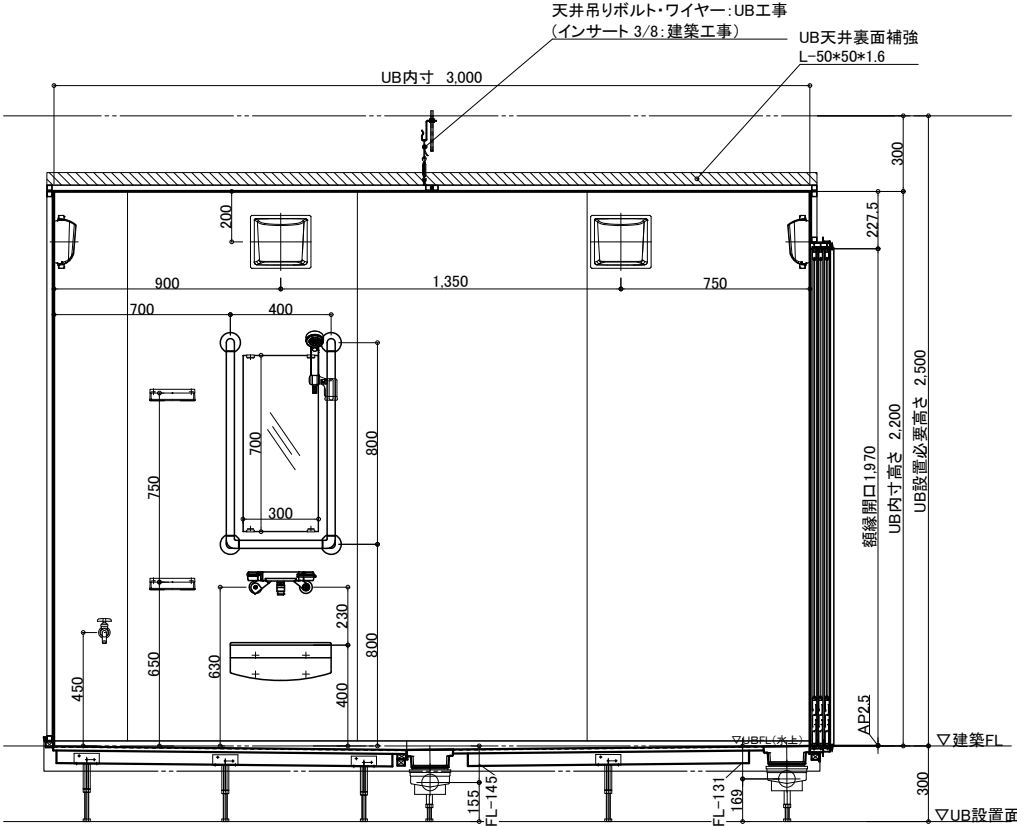 天井吊りボルト・ワイヤー:UB工事
(インサート 3/8:建築工事)
UB天井裏面補強
L-50*50*1.6
UB内寸 3,000
300
200
227.5
900
1,350
750
700
400
700
300
800
750
額縁開口1,970
UB内寸高さ 2,200
UB設置必要高さ 2,500
230
800
630
650
450
400
AP2.5
▽UBFL(水上)
▽建築FL
155
FL-145
FL-131
169
300
▽UB設置面